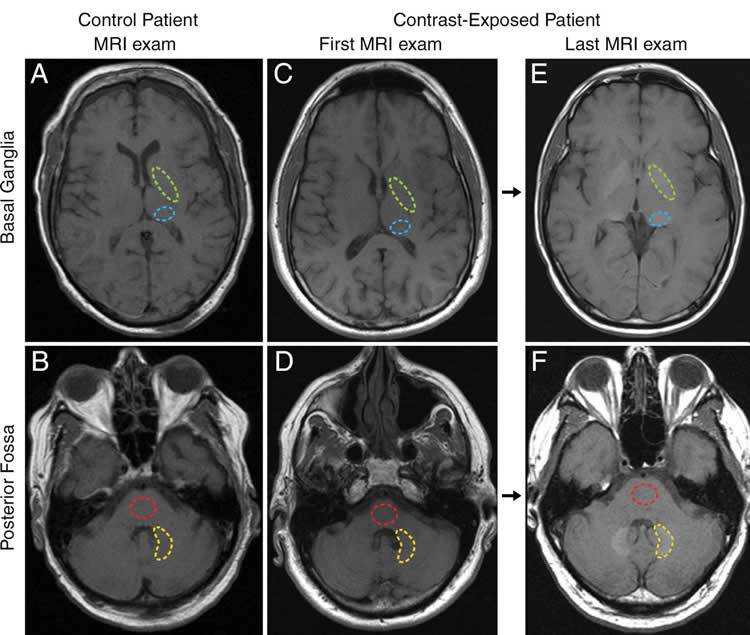 Control Patient
MRI exam
Contrast-Exposed Patient
First MRI exam
Last MRI exam
Basal Ganglia
A
C
E
Posterior Fossa
B
D
F